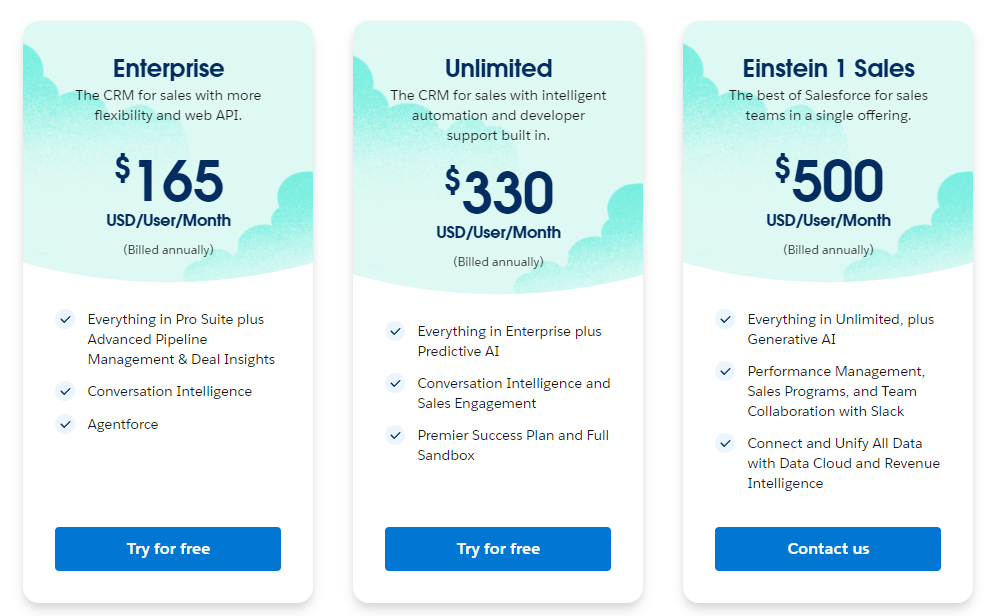 Enterprise
The CRM for sales with more
flexibility and web API.
$165
USD/User/Month
(Billed annually)
Everything in Pro Suite plus
Advanced Pipeline
Management & Deal Insights
Conversation Intelligence
Agentforce
Try for free
Unlimited
The CRM for sales with intelligent
automation and developer
support built in.
$330
USD/User/Month
(Billed annually)
Everything in Enterprise plus
Predictive AI
Conversation Intelligence and
Sales Engagement
Premier Success Plan and Full
Sandbox
Try for free
Einstein 1 Sales
The best of Salesforce for sales
teams in a single offering.
$500
USD/User/Month
(Billed annually)
Everything in Unlimited, plus
Generative AI
Performance Management,
Sales Programs, and Team
Collaboration with Slack
Connect and Unify All Data
with Data Cloud and Revenue
Intelligence
Contact us